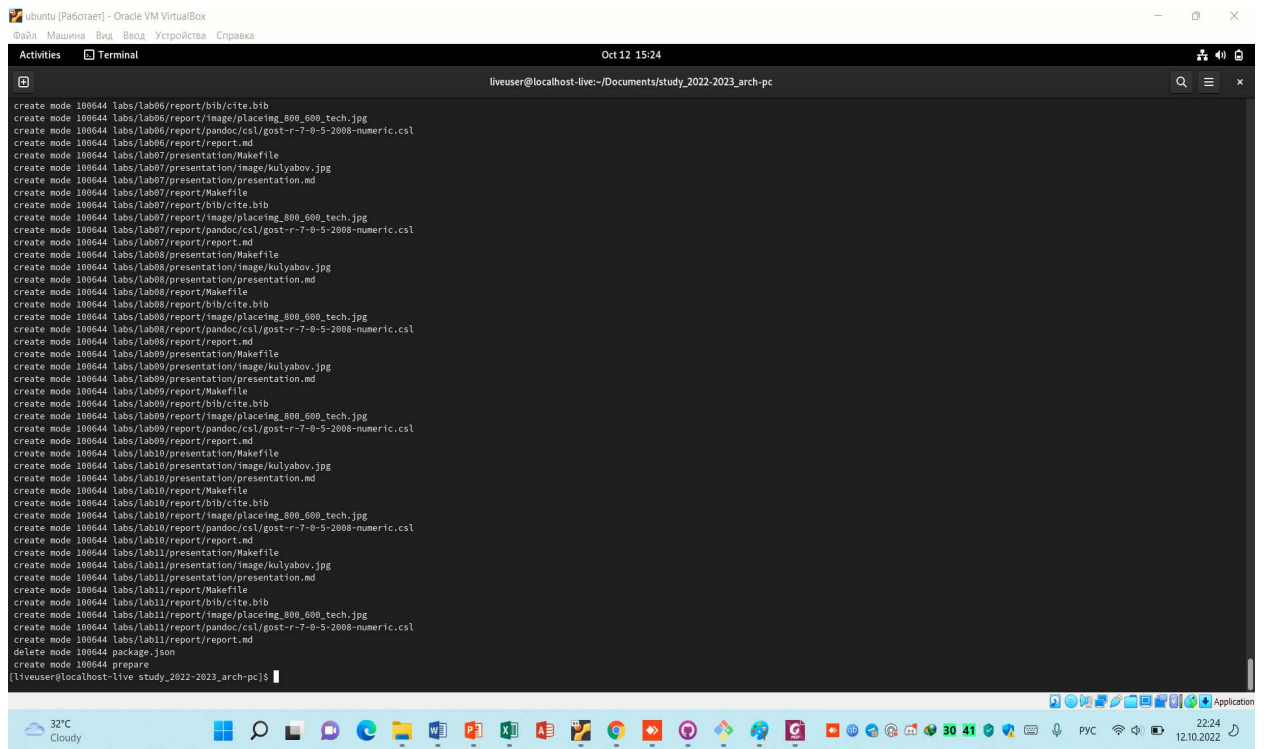 ubuntu [Работает] - Oracle VM VirtualBox
Файл Машина Вид Ввод Устройства Справка
Activities Terminal Oct 12 15:24
liveuser@localhost-live:~/Documents/study_2022-2023_arch-pc
create mode 100644 labs/lab06/report/bib/cite.bib
create mode 100644 labs/lab06/report/image/placeimg_800_600_tech.jpg
create mode 100644 labs/lab06/report/pandoc/csl/gost-r-7-0-5-2008-numeric.csl
create mode 100644 labs/lab06/report/report.md
create mode 100644 labs/lab07/presentation/Makefile
create mode 100644 labs/lab07/presentation/image/kulyabov.jpg
create mode 100644 labs/lab07/presentation/presentation.md
create mode 100644 labs/lab07/report/Makefile
create mode 100644 labs/lab07/report/bib/cite.bib
create mode 100644 labs/lab07/report/image/placeimg_800_600_tech.jpg
create mode 100644 labs/lab07/report/pandoc/csl/gost-r-7-0-5-2008-numeric.csl
create mode 100644 labs/lab07/report/report.md
create mode 100644 labs/lab08/presentation/Makefile
create mode 100644 labs/lab08/presentation/image/kulyabov.jpg
create mode 100644 labs/lab08/presentation/presentation.md
create mode 100644 labs/lab08/report/Makefile
create mode 100644 labs/lab08/report/bib/cite.bib
create mode 100644 labs/lab08/report/image/placeimg_800_600_tech.jpg
create mode 100644 labs/lab08/report/pandoc/csl/gost-r-7-0-5-2008-numeric.csl
create mode 100644 labs/lab08/report/report.md
create mode 100644 labs/lab09/presentation/Makefile
create mode 100644 labs/lab09/presentation/image/kulyabov.jpg
create mode 100644 labs/lab09/presentation/presentation.md
create mode 100644 labs/lab09/report/Makefile
create mode 100644 labs/lab09/report/bib/cite.bib
create mode 100644 labs/lab09/report/image/placeimg_800_600_tech.jpg
create mode 100644 labs/lab09/report/pandoc/csl/gost-r-7-0-5-2008-numeric.csl
create mode 100644 labs/lab09/report/report.md
create mode 100644 labs/lab10/presentation/Makefile
create mode 100644 labs/lab10/presentation/image/kulyabov.jpg
create mode 100644 labs/lab10/presentation/presentation.md
create mode 100644 labs/lab10/report/Makefile
create mode 100644 labs/lab10/report/bib/cite.bib
create mode 100644 labs/lab10/report/image/placeimg_800_600_tech.jpg
create mode 100644 labs/lab10/report/pandoc/csl/gost-r-7-0-5-2008-numeric.csl
create mode 100644 labs/lab10/report/report.md
create mode 100644 labs/lab11/presentation/Makefile
create mode 100644 labs/lab11/presentation/image/kulyabov.jpg
create mode 100644 labs/lab11/presentation/presentation.md
create mode 100644 labs/lab11/report/Makefile
create mode 100644 labs/lab11/report/bib/cite.bib
create mode 100644 labs/lab11/report/image/placeimg_800_600_tech.jpg
create mode 100644 labs/lab11/report/pandoc/csl/gost-r-7-0-5-2008-numeric.csl
create mode 100644 labs/lab11/report/report.md
delete mode 100644 package.json
create mode 100644 prepare
[liveuser@localhost-live study_2022-2023_arch-pc]$
Application
32°C
Cloudy
30 41 РУС
22:24
12.10.2022